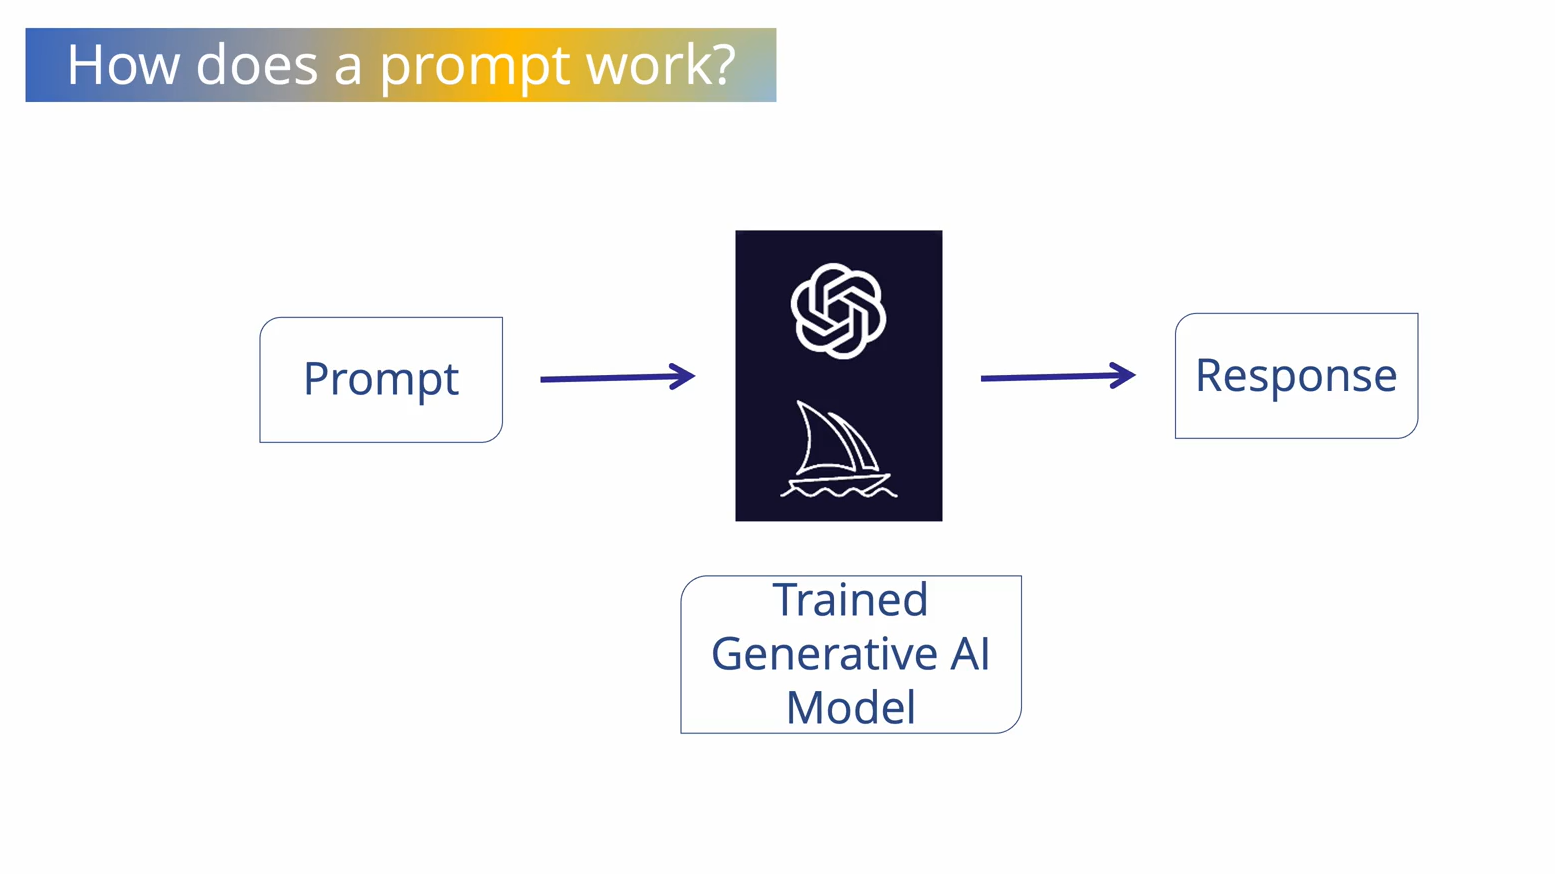 How does a prompt work?
Prompt
Response
Trained
Generative AI
Model